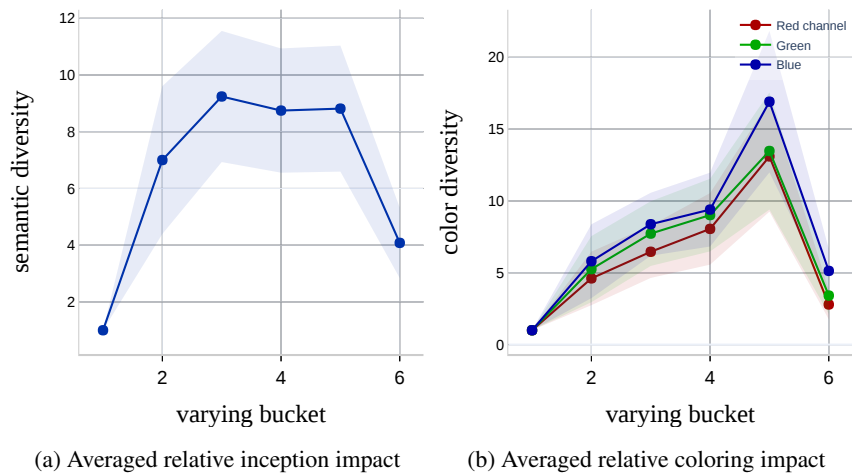 12
10
8
6
4
2
semantic diversity
2
4
6
varying bucket
(a) Averaged relative inception impact
Red channel
Green
Blue
20
15
10
5
0
color diversity
2
4
6
varying bucket
(b) Averaged relative coloring impact